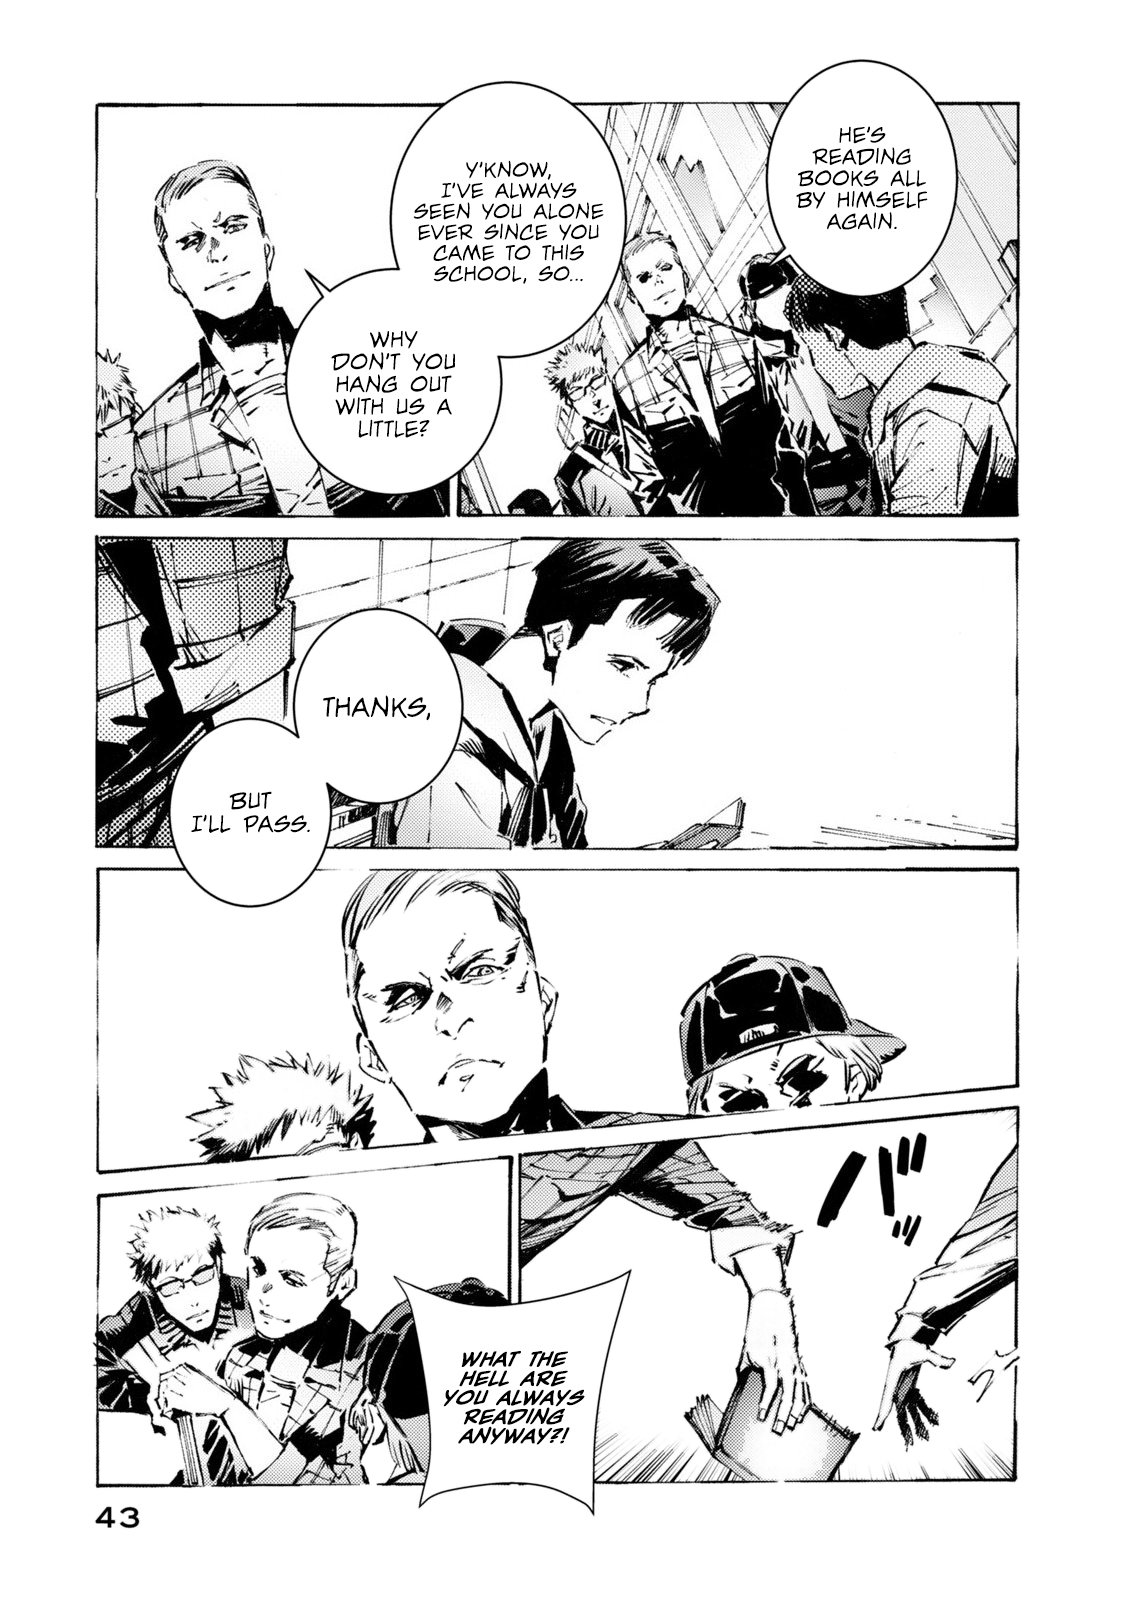 HE'S
READING
BOOKS ALL
BY HIMSELF
AGAIN.
Y'KNOW,
I'VE ALWAYS
SEEN YOU ALONE
EVER SINCE YOU
CAME TO THIS
SCHOOL, SO...
WHY
DON'T YOU
HANG OUT
WITH US A
LITTLE?
THANKS,
BUT
I'LL PASS.
バッ
WHAT THE
HELL ARE
YOU ALWAYS
READING
ANYWAY?!
43